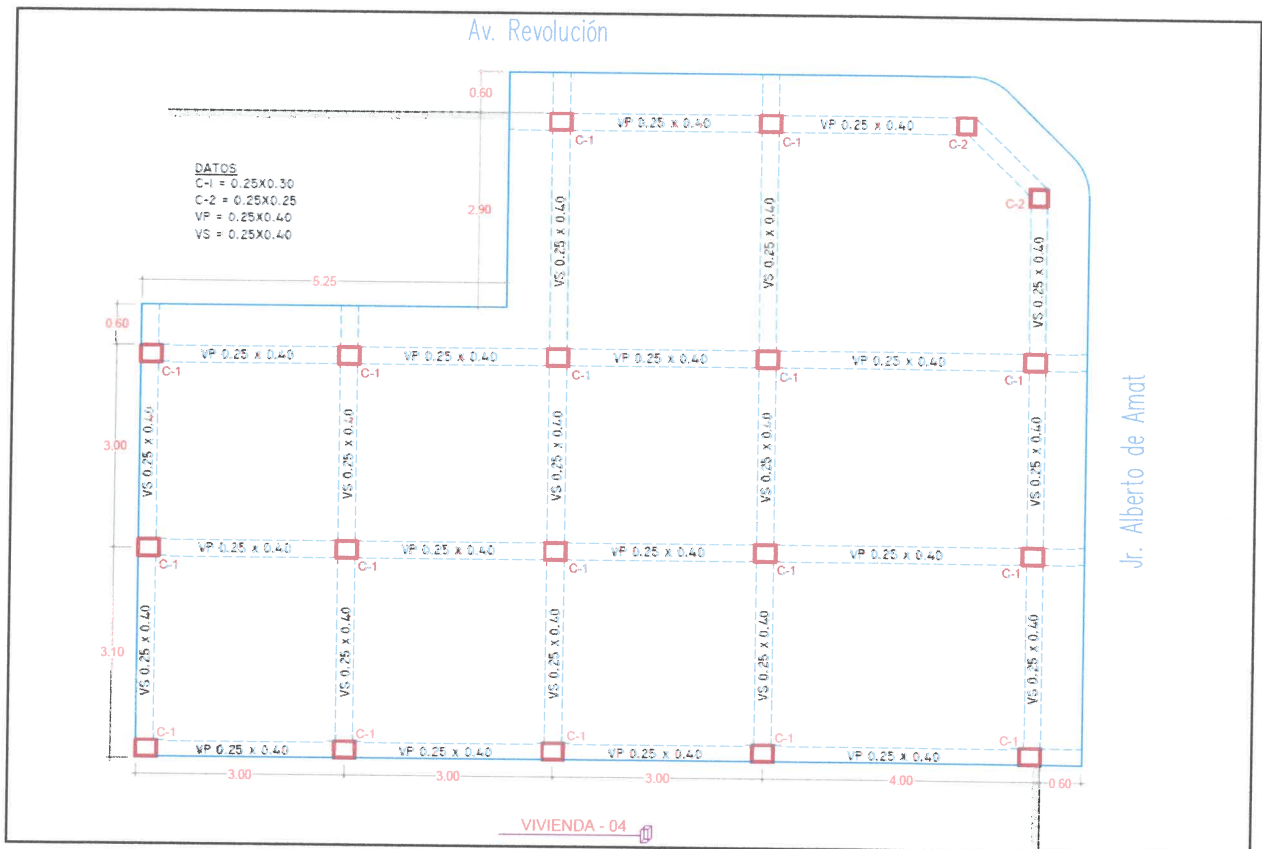 Av. Revolución
0.60
VP 0.25 x 0.40
VP 0.25 x 0.40
C-1
C-1
C-2
DATOS
C-1 = 0.25X0.30
C-2 = 0.25X0.25
VP = 0.25X0.40
VS = 0.25X0.40
2.90
VS 0.25 x 0.40
VS 0.25 x 0.40
C-2
VS 0.25 x 0.40
5.25
0.60
VP 0.25 x 0.40
VP 0.25 x 0.40
VP 0.25 x 0.40
VP 0.25 x 0.40
C-1
C-1
C-1
C-1
C-1
3.00
VS 0.25 x 0.40
VS 0.25 x 0.40
VS 0.25 x 0.40
VS 0.25 x 0.40
VS 0.25 x 0.40
Jr. Alberto de Amat
VP 0.25 x 0.40
VP 0.25 x 0.40
VP 0.25 x 0.40
VP 0.25 x 0.40
C-1
C-1
C-1
C-1
C-1
3.10
VS 0.25 x 0.40
VS 0.25 x 0.40
VS 0.25 x 0.40
VS 0.25 x 0.40
VS 0.25 x 0.40
C-1
C-1
C-1
C-1
C-1
VP 0.25 x 0.40
VP 0.25 x 0.40
VP 0.25 x 0.40
VP 0.25 x 0.40
3.00
3.00
3.00
4.00
0.60
VIVIENDA - 04